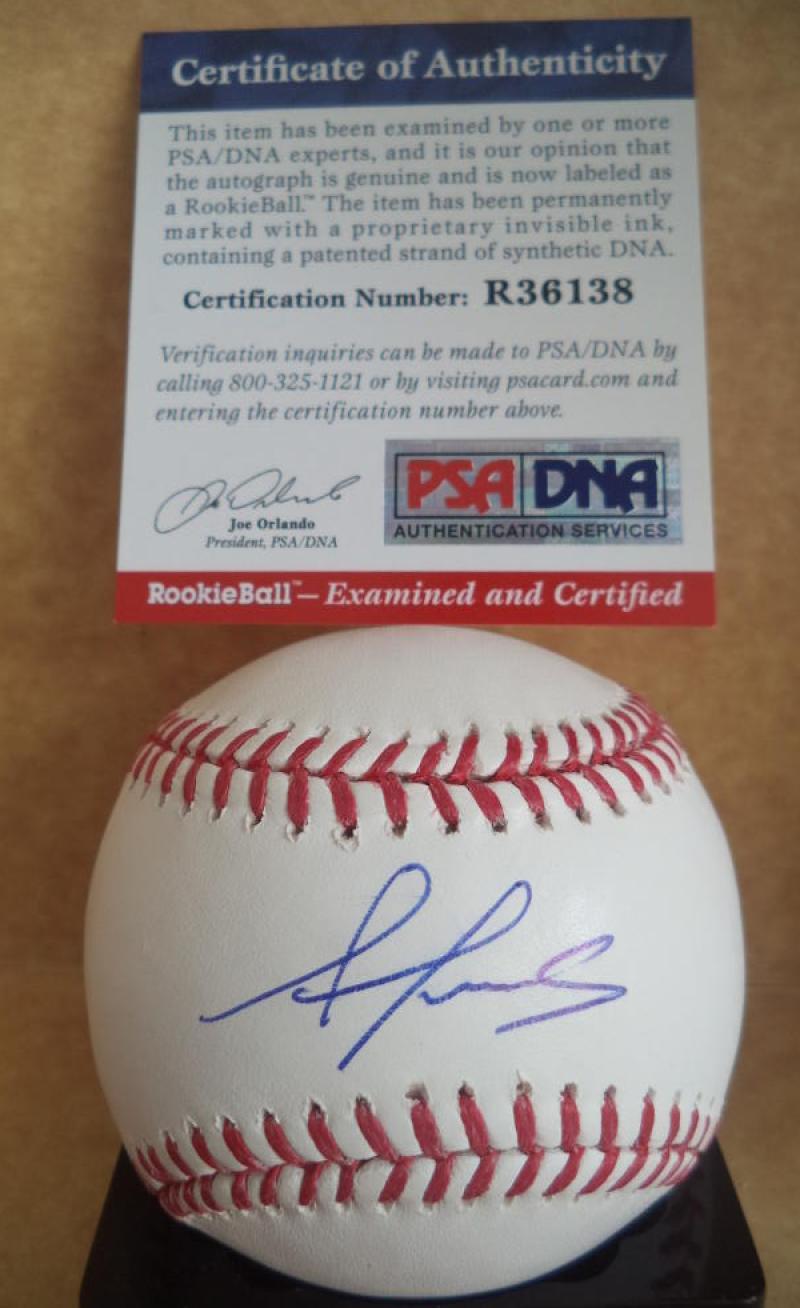 Certificate of Authenticity
This item has been examined by one or more
PSA/DNA experts, and it is our opinion that
the autograph is genuine and is now labeled as
a RookieBall.™ The item has been permanently
marked with a proprietary invisible ink,
containing a patented strand of synthetic DNA.
Certification Number: R36138
Verification inquiries can be made to PSA/DNA by
calling 800-325-1121 or by visiting psacard.com and
entering the certification number above.
Joe Orlando
President, PSA/DNA
PSA DNA
AUTHENTICATION SERVICES
RookieBall™— Examined and Certified